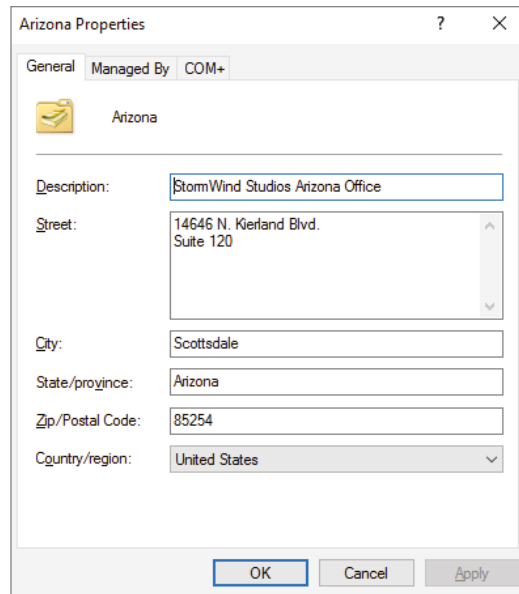 Arizona Properties ? X
General Managed By COM+
Arizona
Description: StormWind Studios Arizona Office
Street: 14646 N. Kierland Blvd.
Suite 120
City: Scottsdale
State/province: Arizona
Zip/Postal Code: 85254
Country/region: United States
OK Cancel Apply